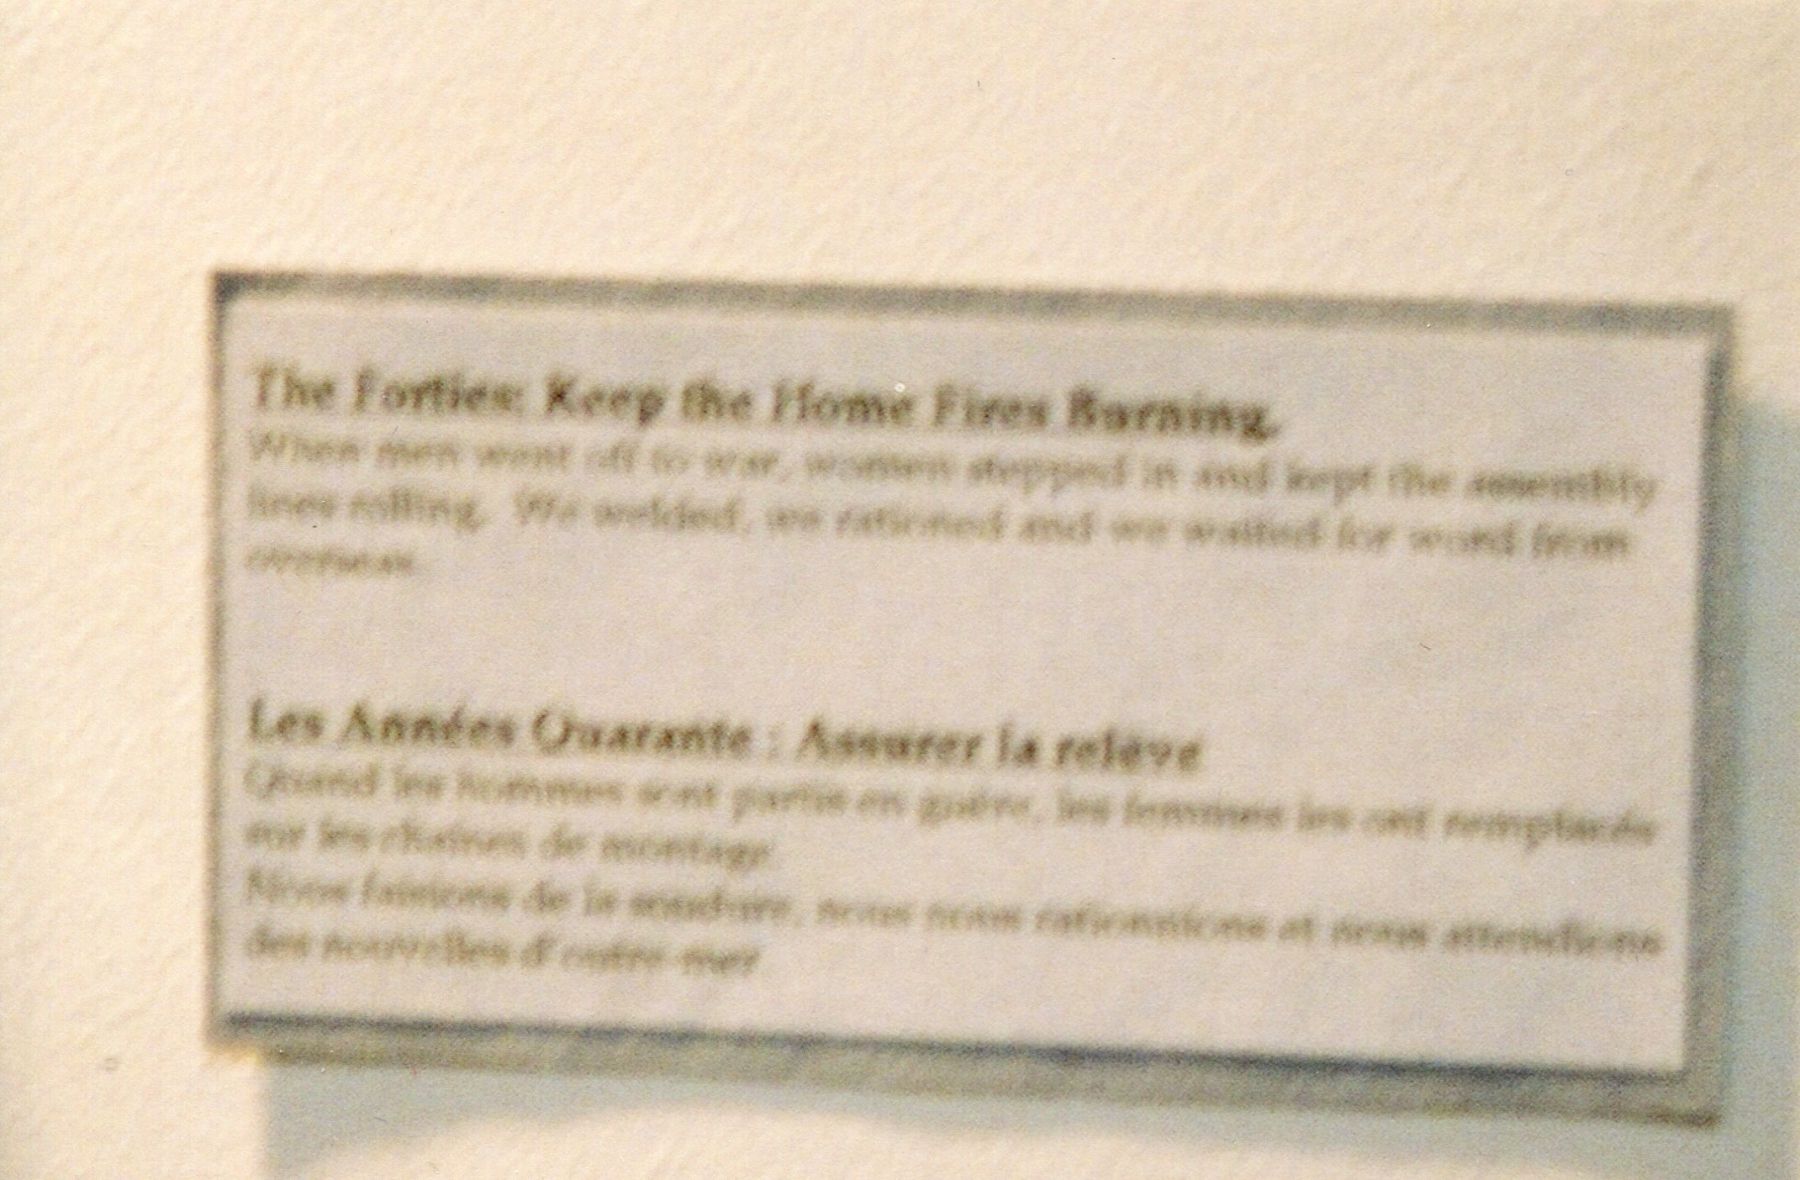 The Forties: Keep the Home Fires Burning.
When men went off to war, women stepped in and kept the assembly
lines rolling. We welded, we rationed and we waited for word from
overseas.
Les Années Quarante : Assurer la relève
Quand les hommes sont partis en guère, les femmes les ont remplacés
sur les chaînes de montage.
Nous faisions de la soudure, nous nous rationnions et nous attendions
des nouvelles d'outre-mer